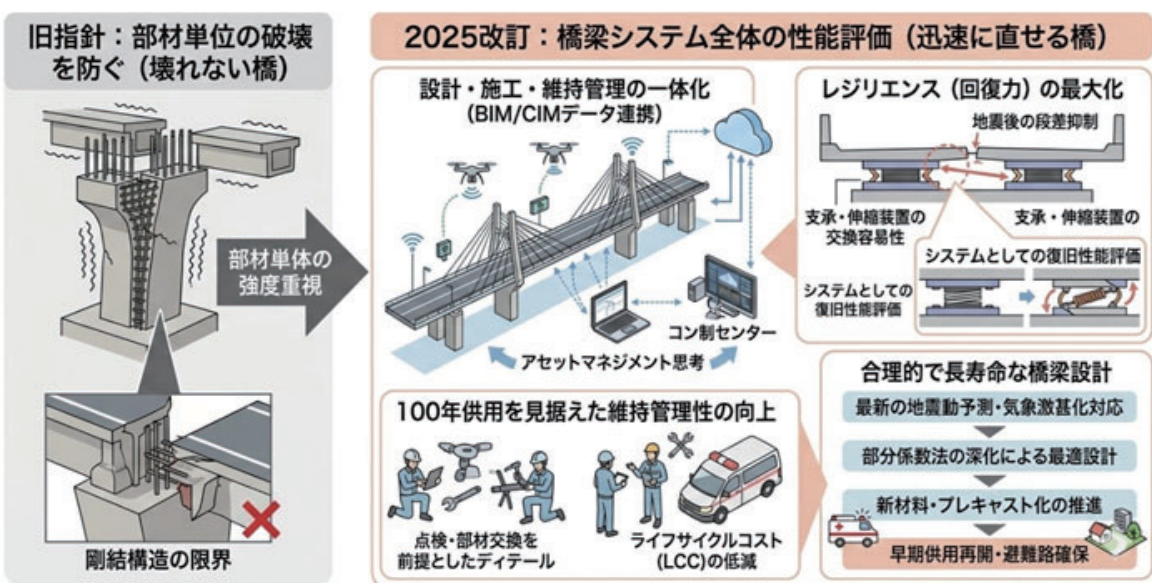 旧指針：部材単位の破壊
を防ぐ（壊れない橋）
部材単体の
強度重視
剛結構造の限界
2025改訂：橋梁システム全体の性能評価（迅速に直せる橋）
設計・施工・維持管理の一体化
(BIM/CIMデータ連携)
コン制センター
アセットマネジメント思考
レジリエンス（回復力）の最大化
地震後の段差抑制
支承・伸縮装置の
交換容易性
支承・伸縮装置の
システムとしての復旧性能評価
システムとしての
復旧性能評価
100年供用を見据えた維持管理性の向上
点検・部材交換を
前提としたディテール
ライフサイクルコスト
(LCC)の低減
合理的で長寿命な橋梁設計
最新の地震動予測・気象激甚化対応
部分係数法の深化による最適設計
新材料・プレキャスト化の推進
早期供用再開・避難路確保